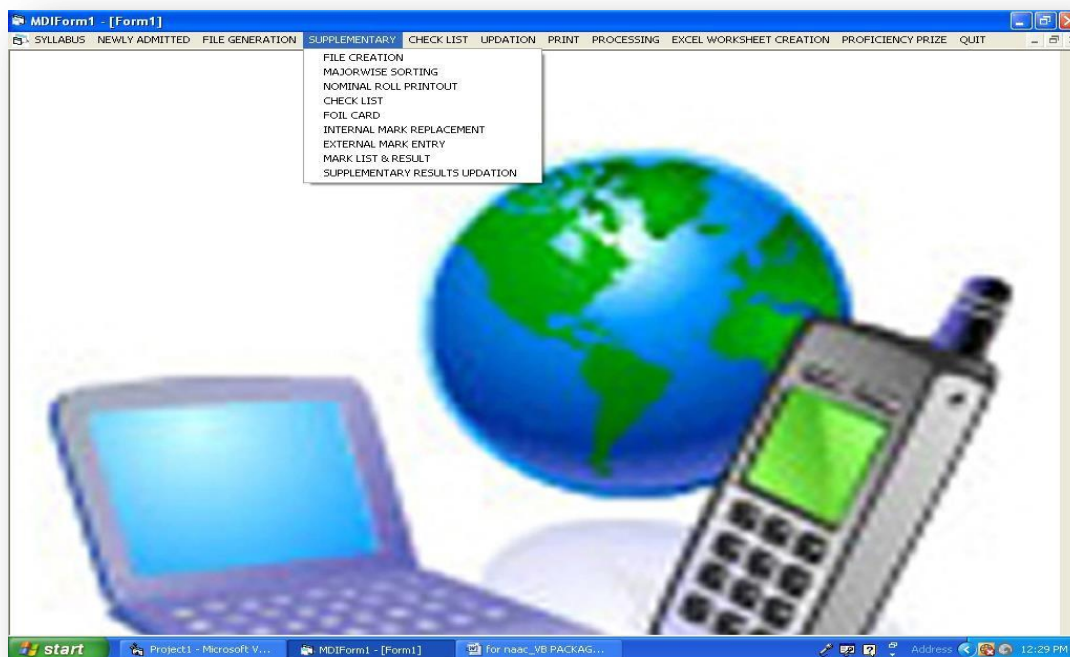 MDIForm1 - [Form1]
SYLLABUS NEWLY ADMITTED FILE GENERATION SUPPLEMENTARY CHECK LIST UPDATION PRINT PROCESSING EXCEL WORKSHEET CREATION PROFICIENCY PRIZE QUIT
FILE CREATION
MAJORWISE SORTING
NOMINAL ROLL PRINTOUT
CHECK LIST
FOIL CARD
INTERNAL MARK REPLACEMENT
EXTERNAL MARK ENTRY
MARK LIST & RESULT
SUPPLEMENTARY RESULTS UPDATION
start Project1 - Microsoft V... MDIForm1 - [Form1] for naac_VB PACKAG... Address 12:29 PM